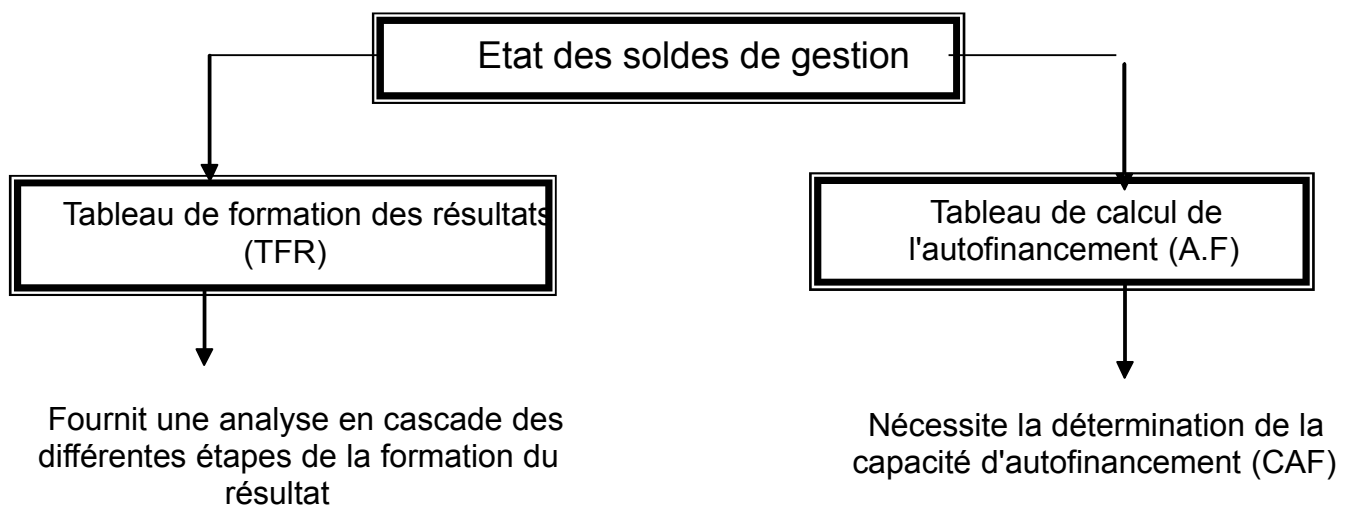 Etat des soldes de gestion
Tableau de formation des résultats
(TFR)
Tableau de calcul de
l'autofinancement (A.F)
Fournit une analyse en cascade des
différentes étapes de la formation du
résultat
Nécessite la détermination de la
capacité d'autofinancement (CAF)